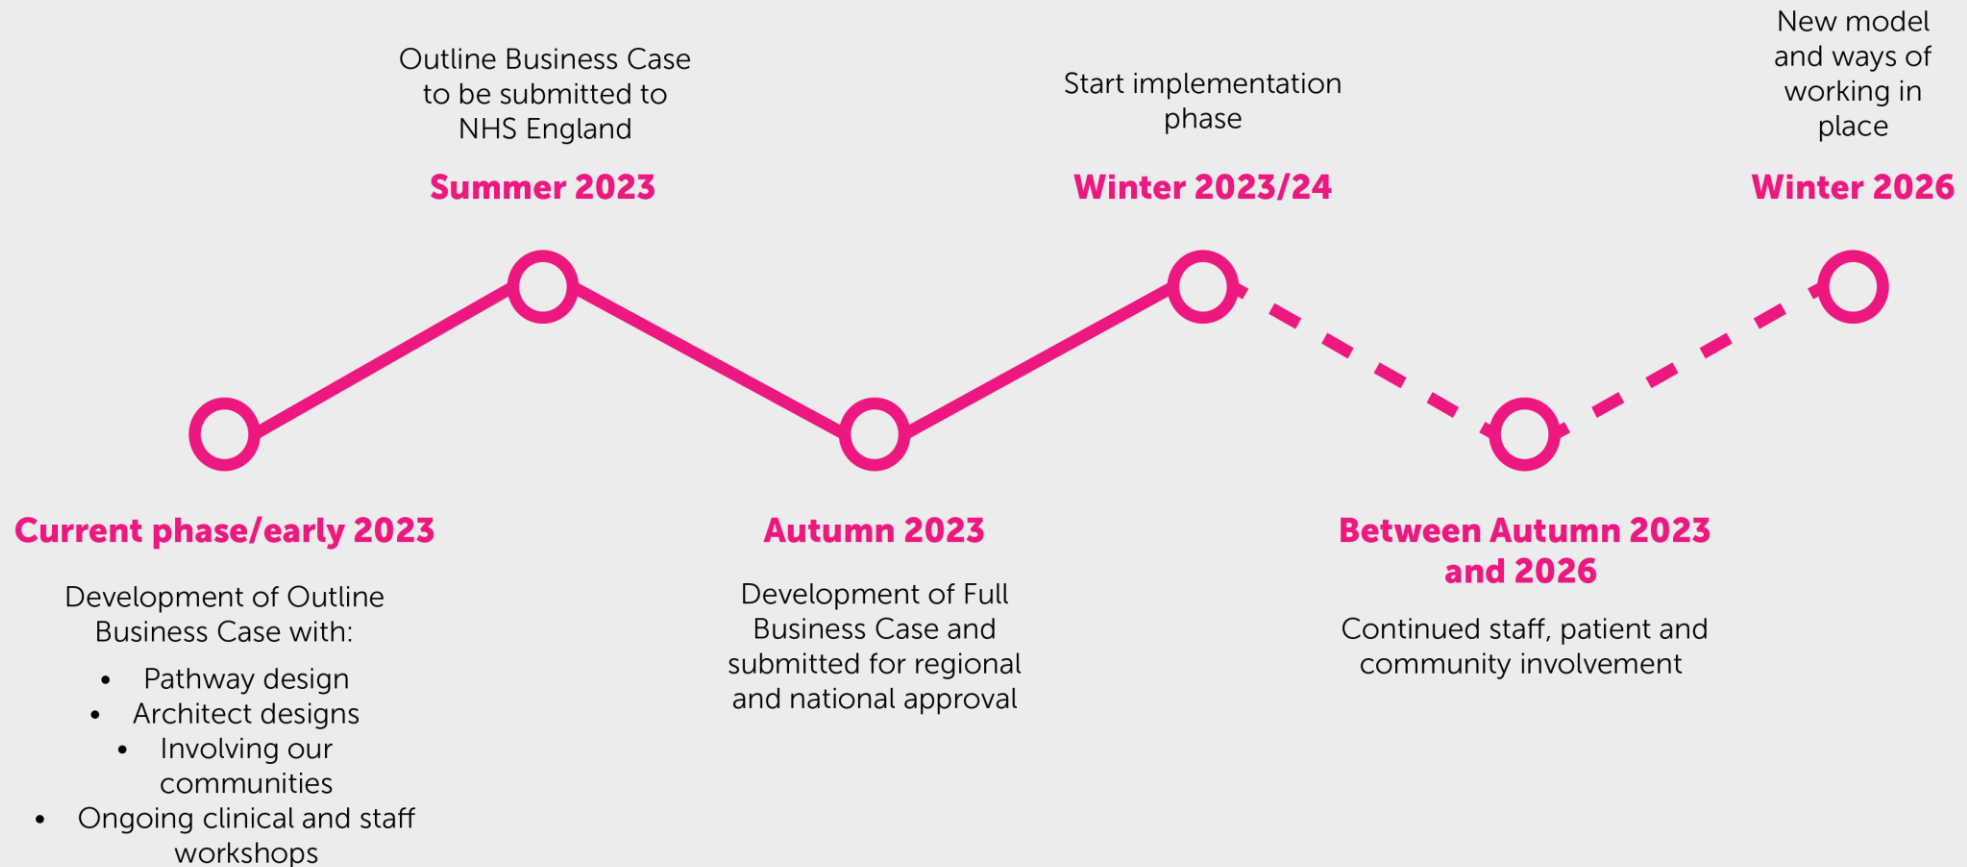 Current phase/early 2023
Development of Outline
Business Case with:
• Pathway design
• Architect designs
• Involving our
communities
• Ongoing clinical and staff
workshops
Outline Business Case
to be submitted to
NHS England
Summer 2023
Autumn 2023
Development of Full
Business Case and
submitted for regional
and national approval
Start implementation
phase
Winter 2023/24
Between Autumn 2023
and 2026
Continued staff, patient and
community involvement
New model
and ways of
working in
place
Winter 2026